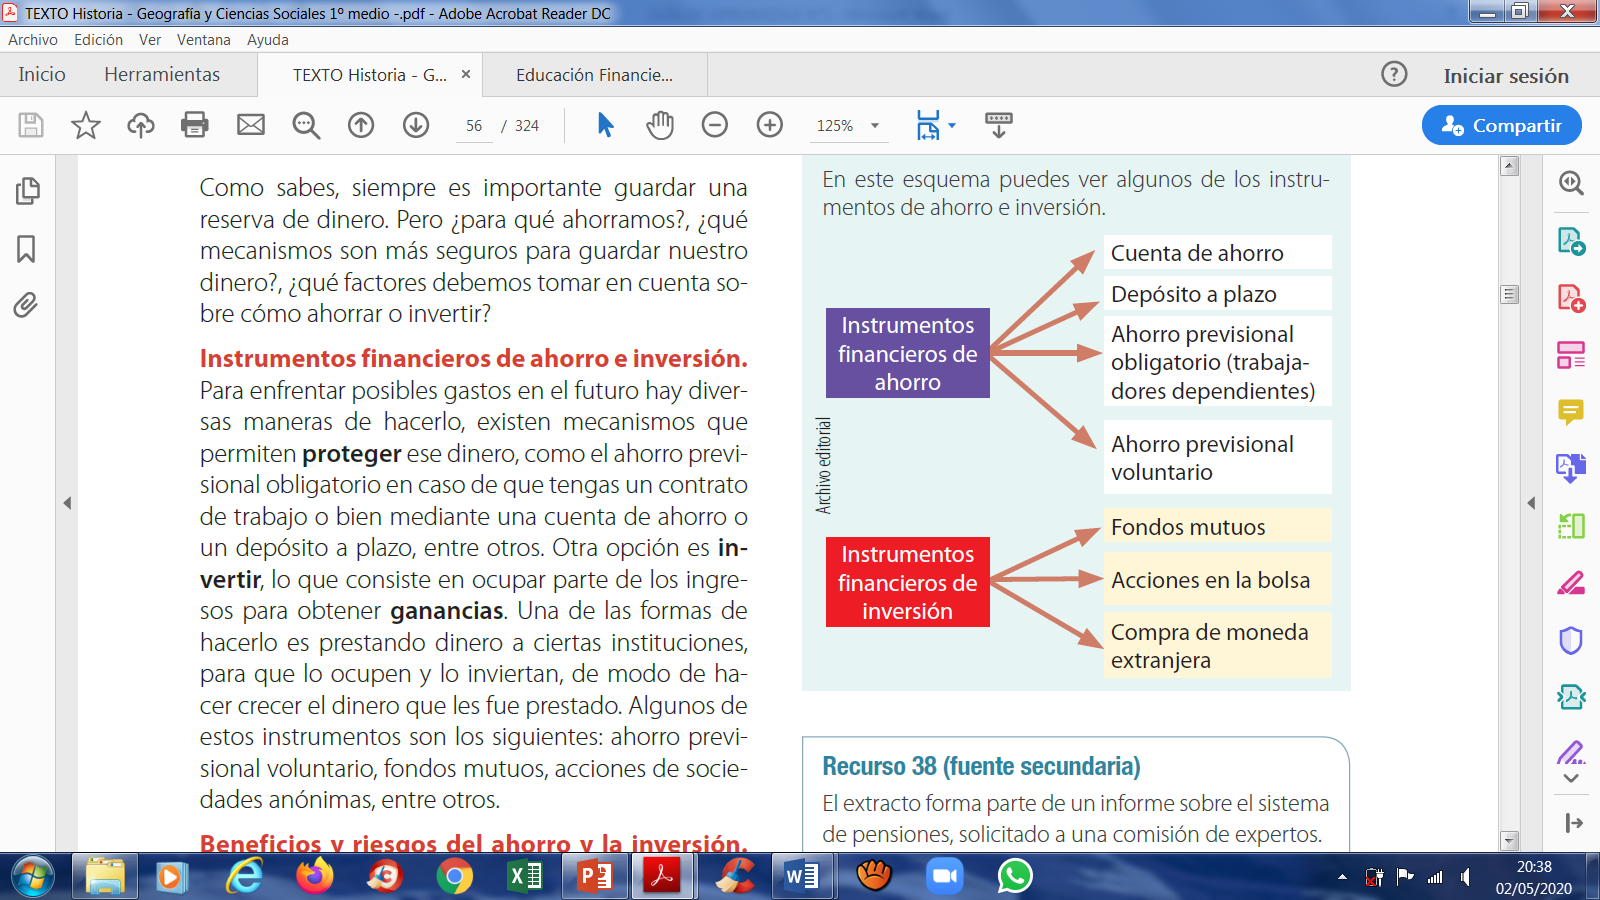 TEXTO Historia - Geografía y Ciencias Sociales 1º medio -.pdf - Adobe Acrobat Reader DC
Archivo Edición Ver Ventana Ayuda
Inicio Herramientas TEXTO Historia - G... × Educación Financie... ? Iniciar sesión
56 / 324 125% Compartir
Como sabes, siempre es importante guardar una
reserva de dinero. Pero ¿para qué ahorramos?, ¿qué
mecanismos son más seguros para guardar nuestro
dinero?, ¿qué factores debemos tomar en cuenta so-
bre cómo ahorrar o invertir?
Instrumentos financieros de ahorro e inversión.
Para enfrentar posibles gastos en el futuro hay diver-
sas maneras de hacerlo, existen mecanismos que
permiten proteger ese dinero, como el ahorro previ-
sional obligatorio en caso de que tengas un contrato
de trabajo o bien mediante una cuenta de ahorro o
un depósito a plazo, entre otros. Otra opción es in-
vertir, lo que consiste en ocupar parte de los ingre-
sos para obtener ganancias. Una de las formas de
hacerlo es prestando dinero a ciertas instituciones,
para que lo ocupen y lo inviertan, de modo de ha-
cer crecer el dinero que les fue prestado. Algunos de
estos instrumentos son los siguientes: ahorro previ-
sional voluntario, fondos mutuos, acciones de socie-
dades anónimas, entre otros.
Beneficios y riesgos del ahorro y la inversión.
En este esquema puedes ver algunos de los instru-
mentos de ahorro e inversión.
Instrumentos
financieros de
ahorro
Cuenta de ahorro
Depósito a plazo
Ahorro previsional
obligatorio (trabaja-
dores dependientes)
Ahorro previsional
voluntario
Archivo editorial
Instrumentos
financieros de
inversión
Fondos mutuos
Acciones en la bolsa
Compra de moneda
extranjera
Recurso 38 (fuente secundaria)
El extracto forma parte de un informe sobre el sistema
de pensiones, solicitado a una comisión de expertos.
20:38
02/05/2020